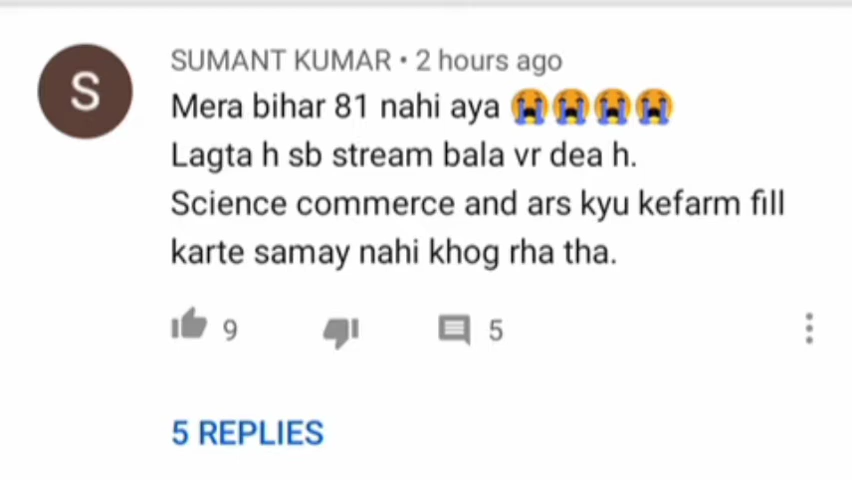 S
SUMANT KUMAR • 2 hours ago
Mera bihar 81 nahi aya 😭😭😭😭
Lagta h sb stream bala vr dea h.
Science commerce and ars kyu kefarm fill
karte samay nahi khog rha tha.
9 5
5 REPLIES